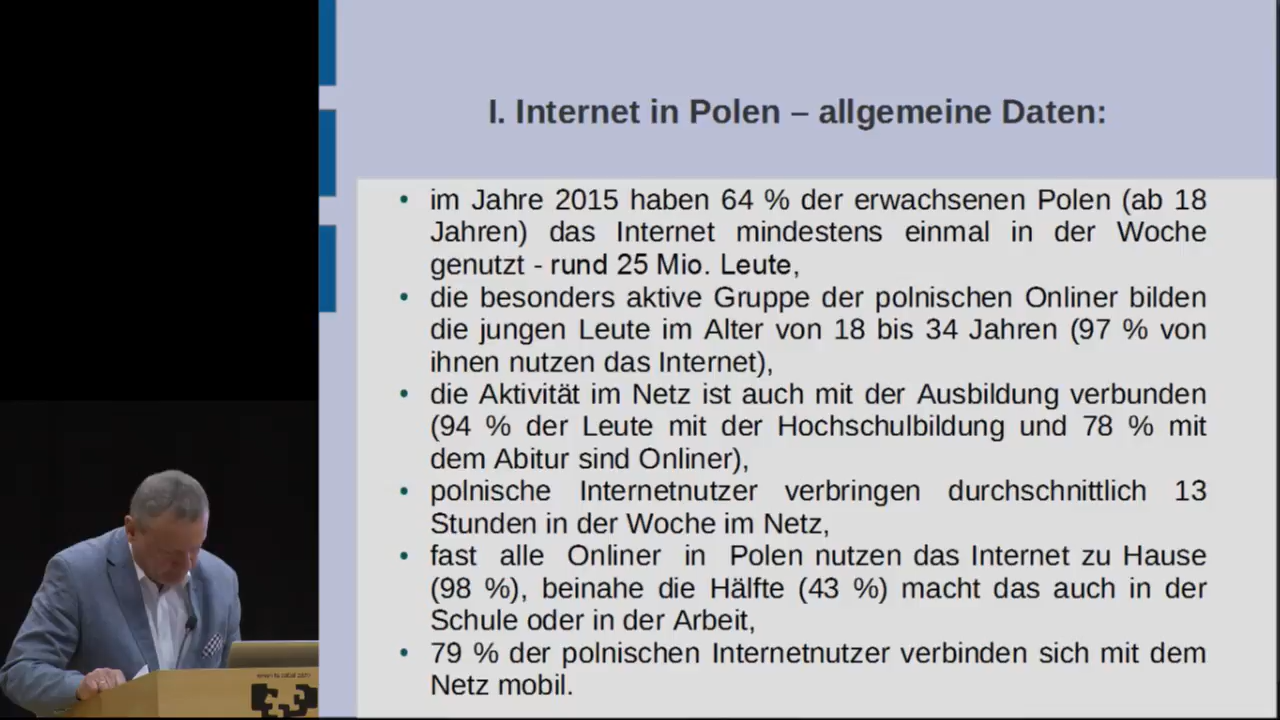 I. Internet in Polen – allgemeine Daten:
• im Jahre 2015 haben 64 % der erwachsenen Polen (ab 18
Jahren) das Internet mindestens einmal in der Woche
genutzt - rund 25 Mio. Leute,
• die besonders aktive Gruppe der polnischen Onliner bilden
die jungen Leute im Alter von 18 bis 34 Jahren (97 % von
ihnen nutzen das Internet),
• die Aktivität im Netz ist auch mit der Ausbildung verbunden
(94 % der Leute mit der Hochschulbildung und 78 % mit
dem Abitur sind Onliner),
• polnische Internetnutzer verbringen durchschnittlich 13
Stunden in der Woche im Netz,
• fast alle Onliner in Polen nutzen das Internet zu Hause
(98 %), beinahe die Hälfte (43 %) macht das auch in der
Schule oder in der Arbeit,
• 79 % der polnischen Internetnutzer verbinden sich mit dem
Netz mobil.